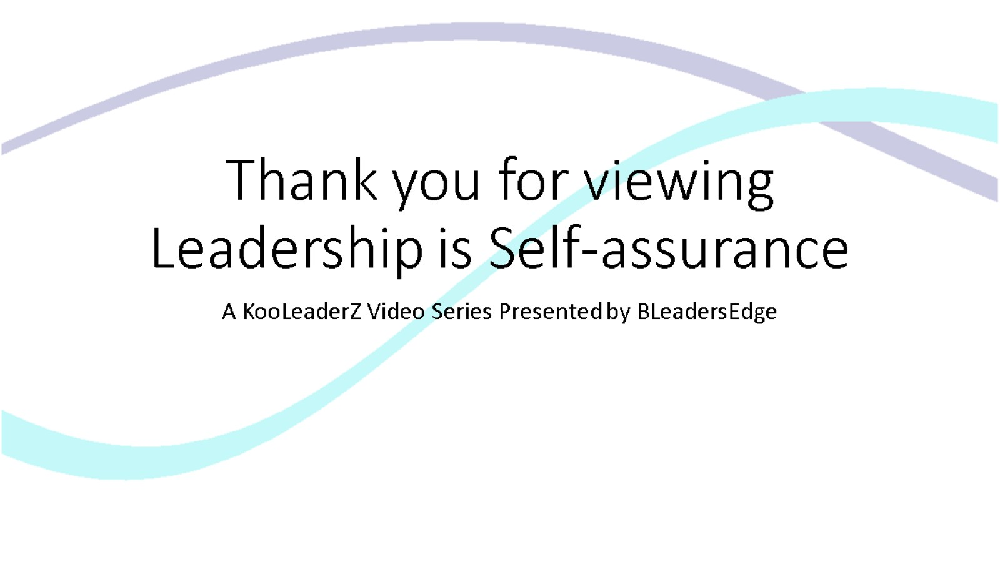 Thank you for viewing
Leadership is Self-assurance
A KooLeaderZ Video Series Presented by BLeadersEdge